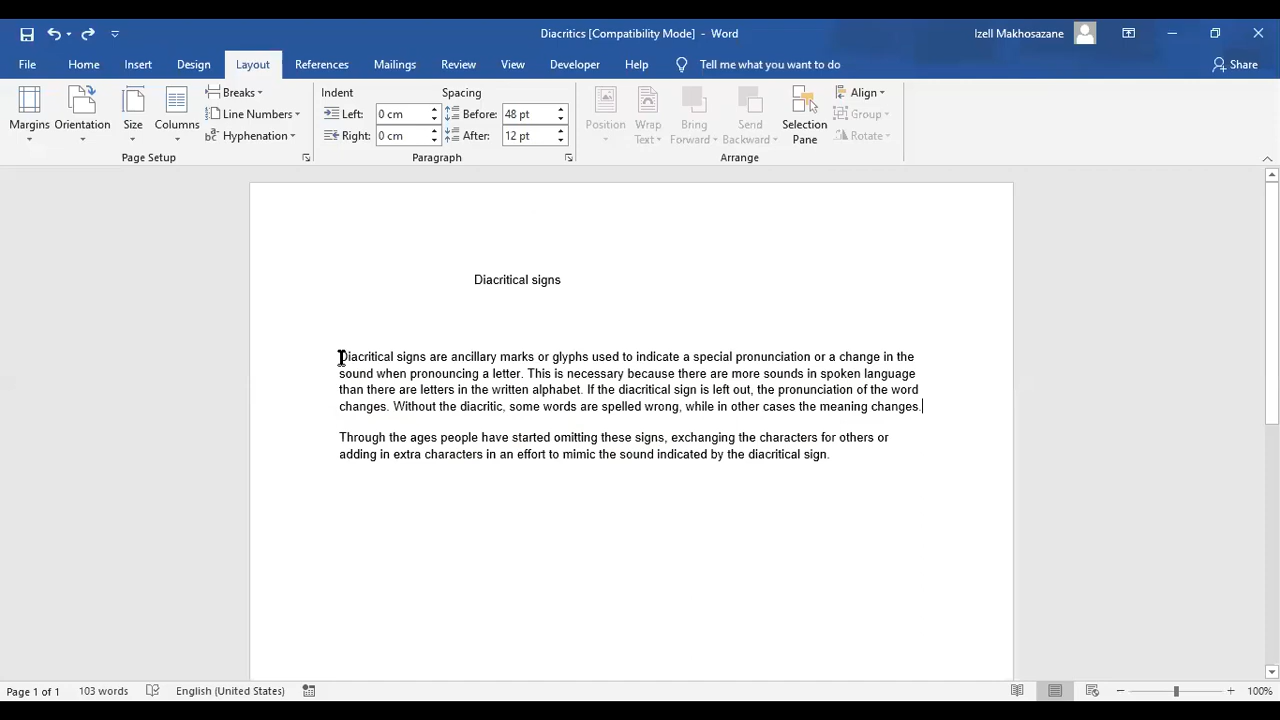 Diacritics [Compatibility Mode] - Word
Izell Makhosazane
File Home Insert Design Layout References Mailings Review View Developer Help Tell me what you want to do Share
Margins
Orientation
Size
Columns
Breaks
Line Numbers
Hyphenation
Page Setup
Indent
Left: 0 cm
Right: 0 cm
Spacing
Before: 48 pt
After: 12 pt
Paragraph
Position
Wrap Text
Bring Forward
Send Backward
Selection Pane
Align
Group
Rotate
Arrange
Diacritical signs
Diacritical signs are ancillary marks or glyphs used to indicate a special pronunciation or a change in the
sound when pronouncing a letter. This is necessary because there are more sounds in spoken language
than there are letters in the written alphabet. If the diacritical sign is left out, the pronunciation of the word
changes. Without the diacritic, some words are spelled wrong, while in other cases the meaning changes.
Through the ages people have started omitting these signs, exchanging the characters for others or
adding in extra characters in an effort to mimic the sound indicated by the diacritical sign.
Page 1 of 1 103 words English (United States) 100%